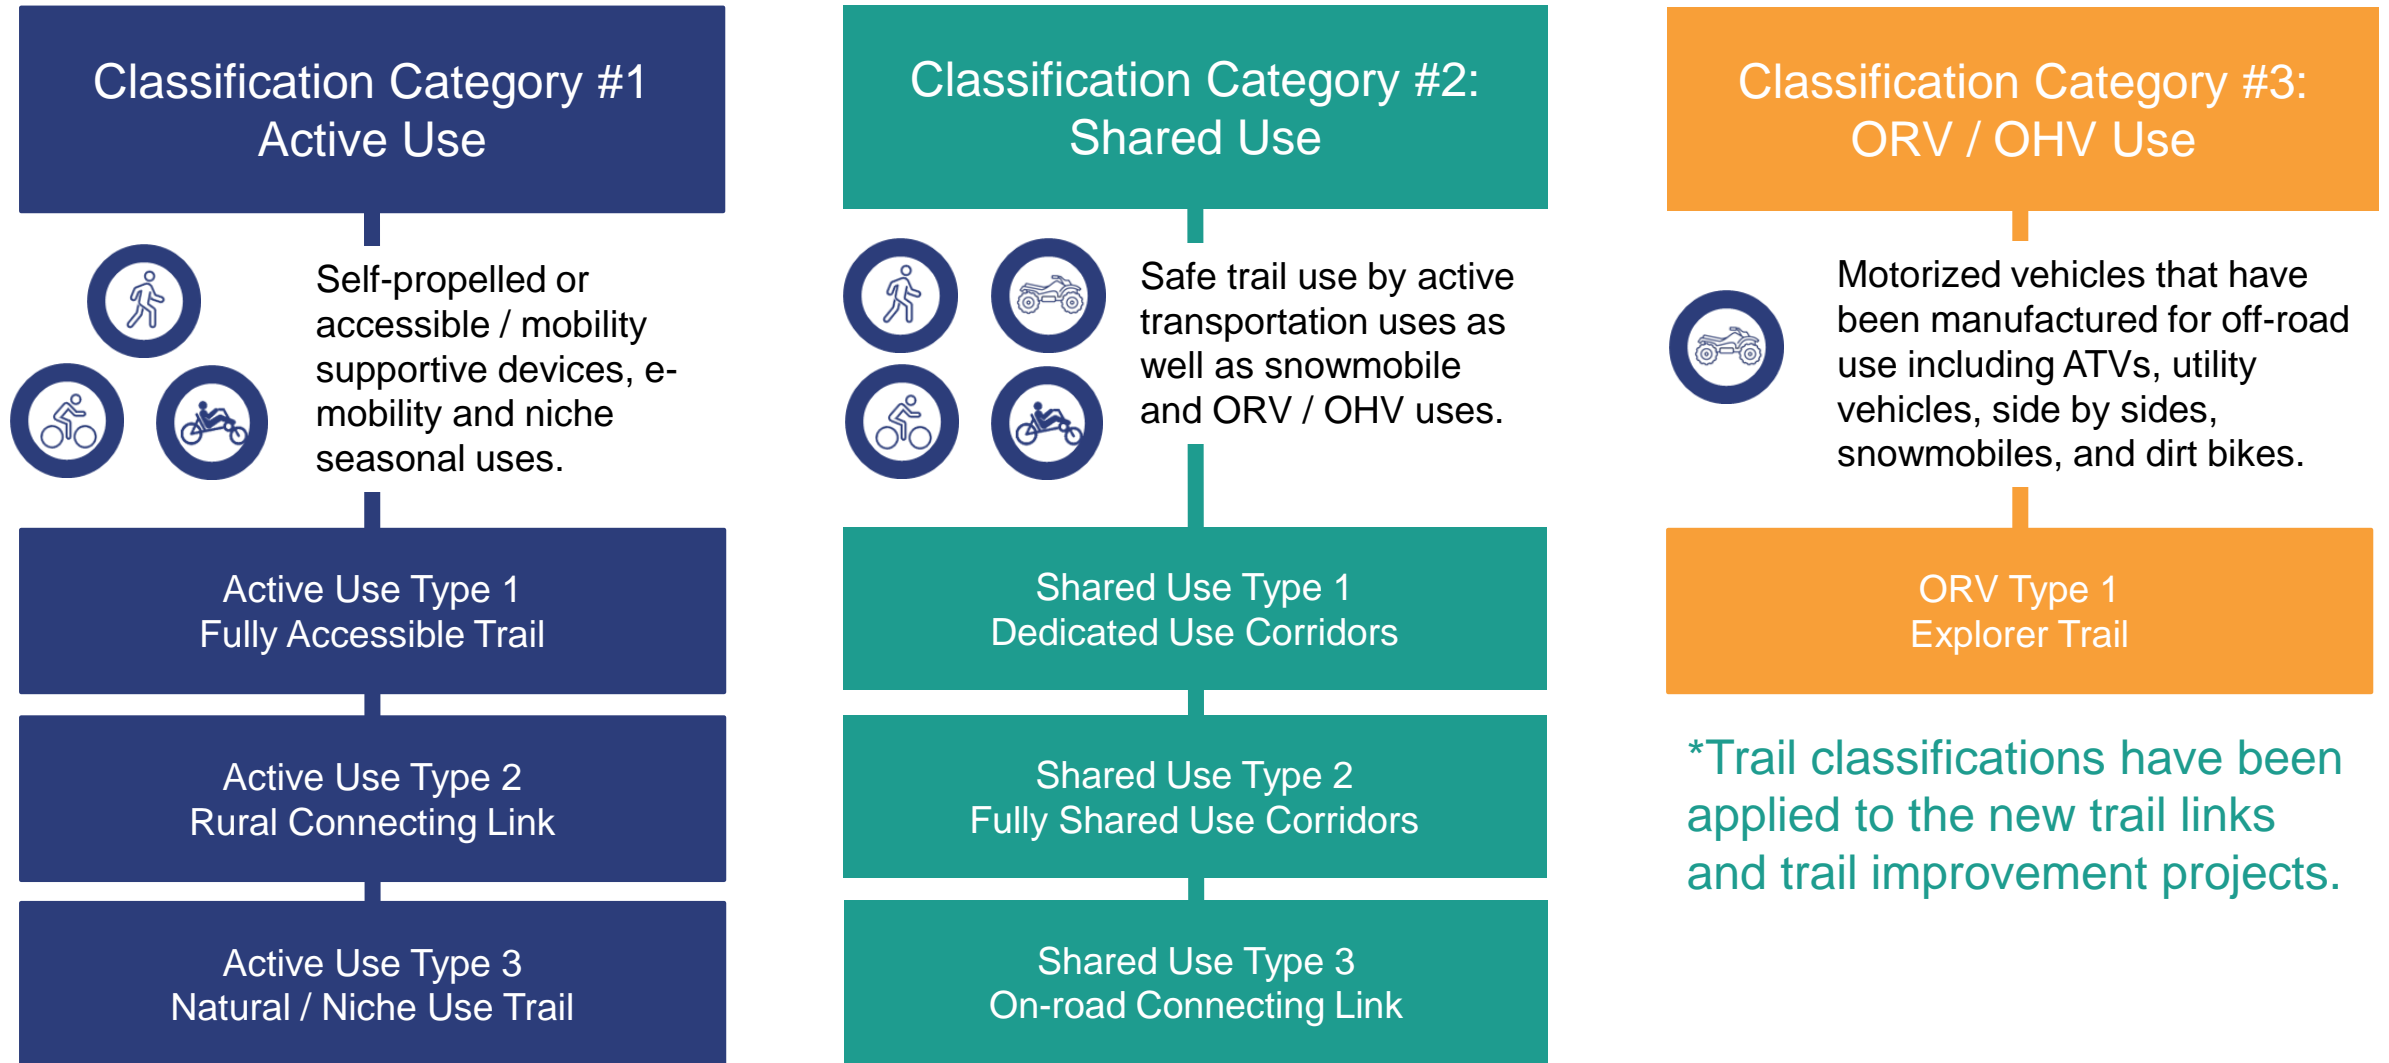 Classification Category #1
Active Use
Self-propelled or
accessible / mobility
supportive devices, e-
mobility and niche
seasonal uses.
Active Use Type 1
Fully Accessible Trail
Active Use Type 2
Rural Connecting Link
Active Use Type 3
Natural / Niche Use Trail
Classification Category #2:
Shared Use
Safe trail use by active
transportation uses as
well as snowmobile
and ORV / OHV uses.
Shared Use Type 1
Dedicated Use Corridors
Shared Use Type 2
Fully Shared Use Corridors
Shared Use Type 3
On-road Connecting Link
Classification Category #3:
ORV / OHV Use
Motorized vehicles that have
been manufactured for off-road
use including ATVs, utility
vehicles, side by sides,
snowmobiles, and dirt bikes.
ORV Type 1
Explorer Trail
*Trail classifications have been
applied to the new trail links
and trail improvement projects.